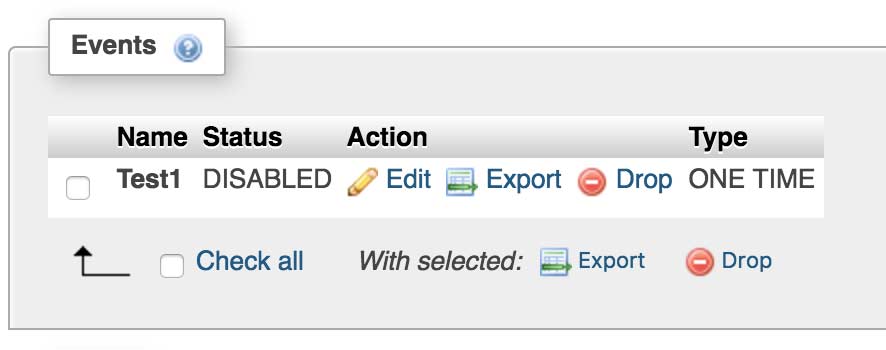 Events
Name Status Action Type
Test1 DISABLED Edit Export Drop ONE TIME
Check all With selected: Export Drop